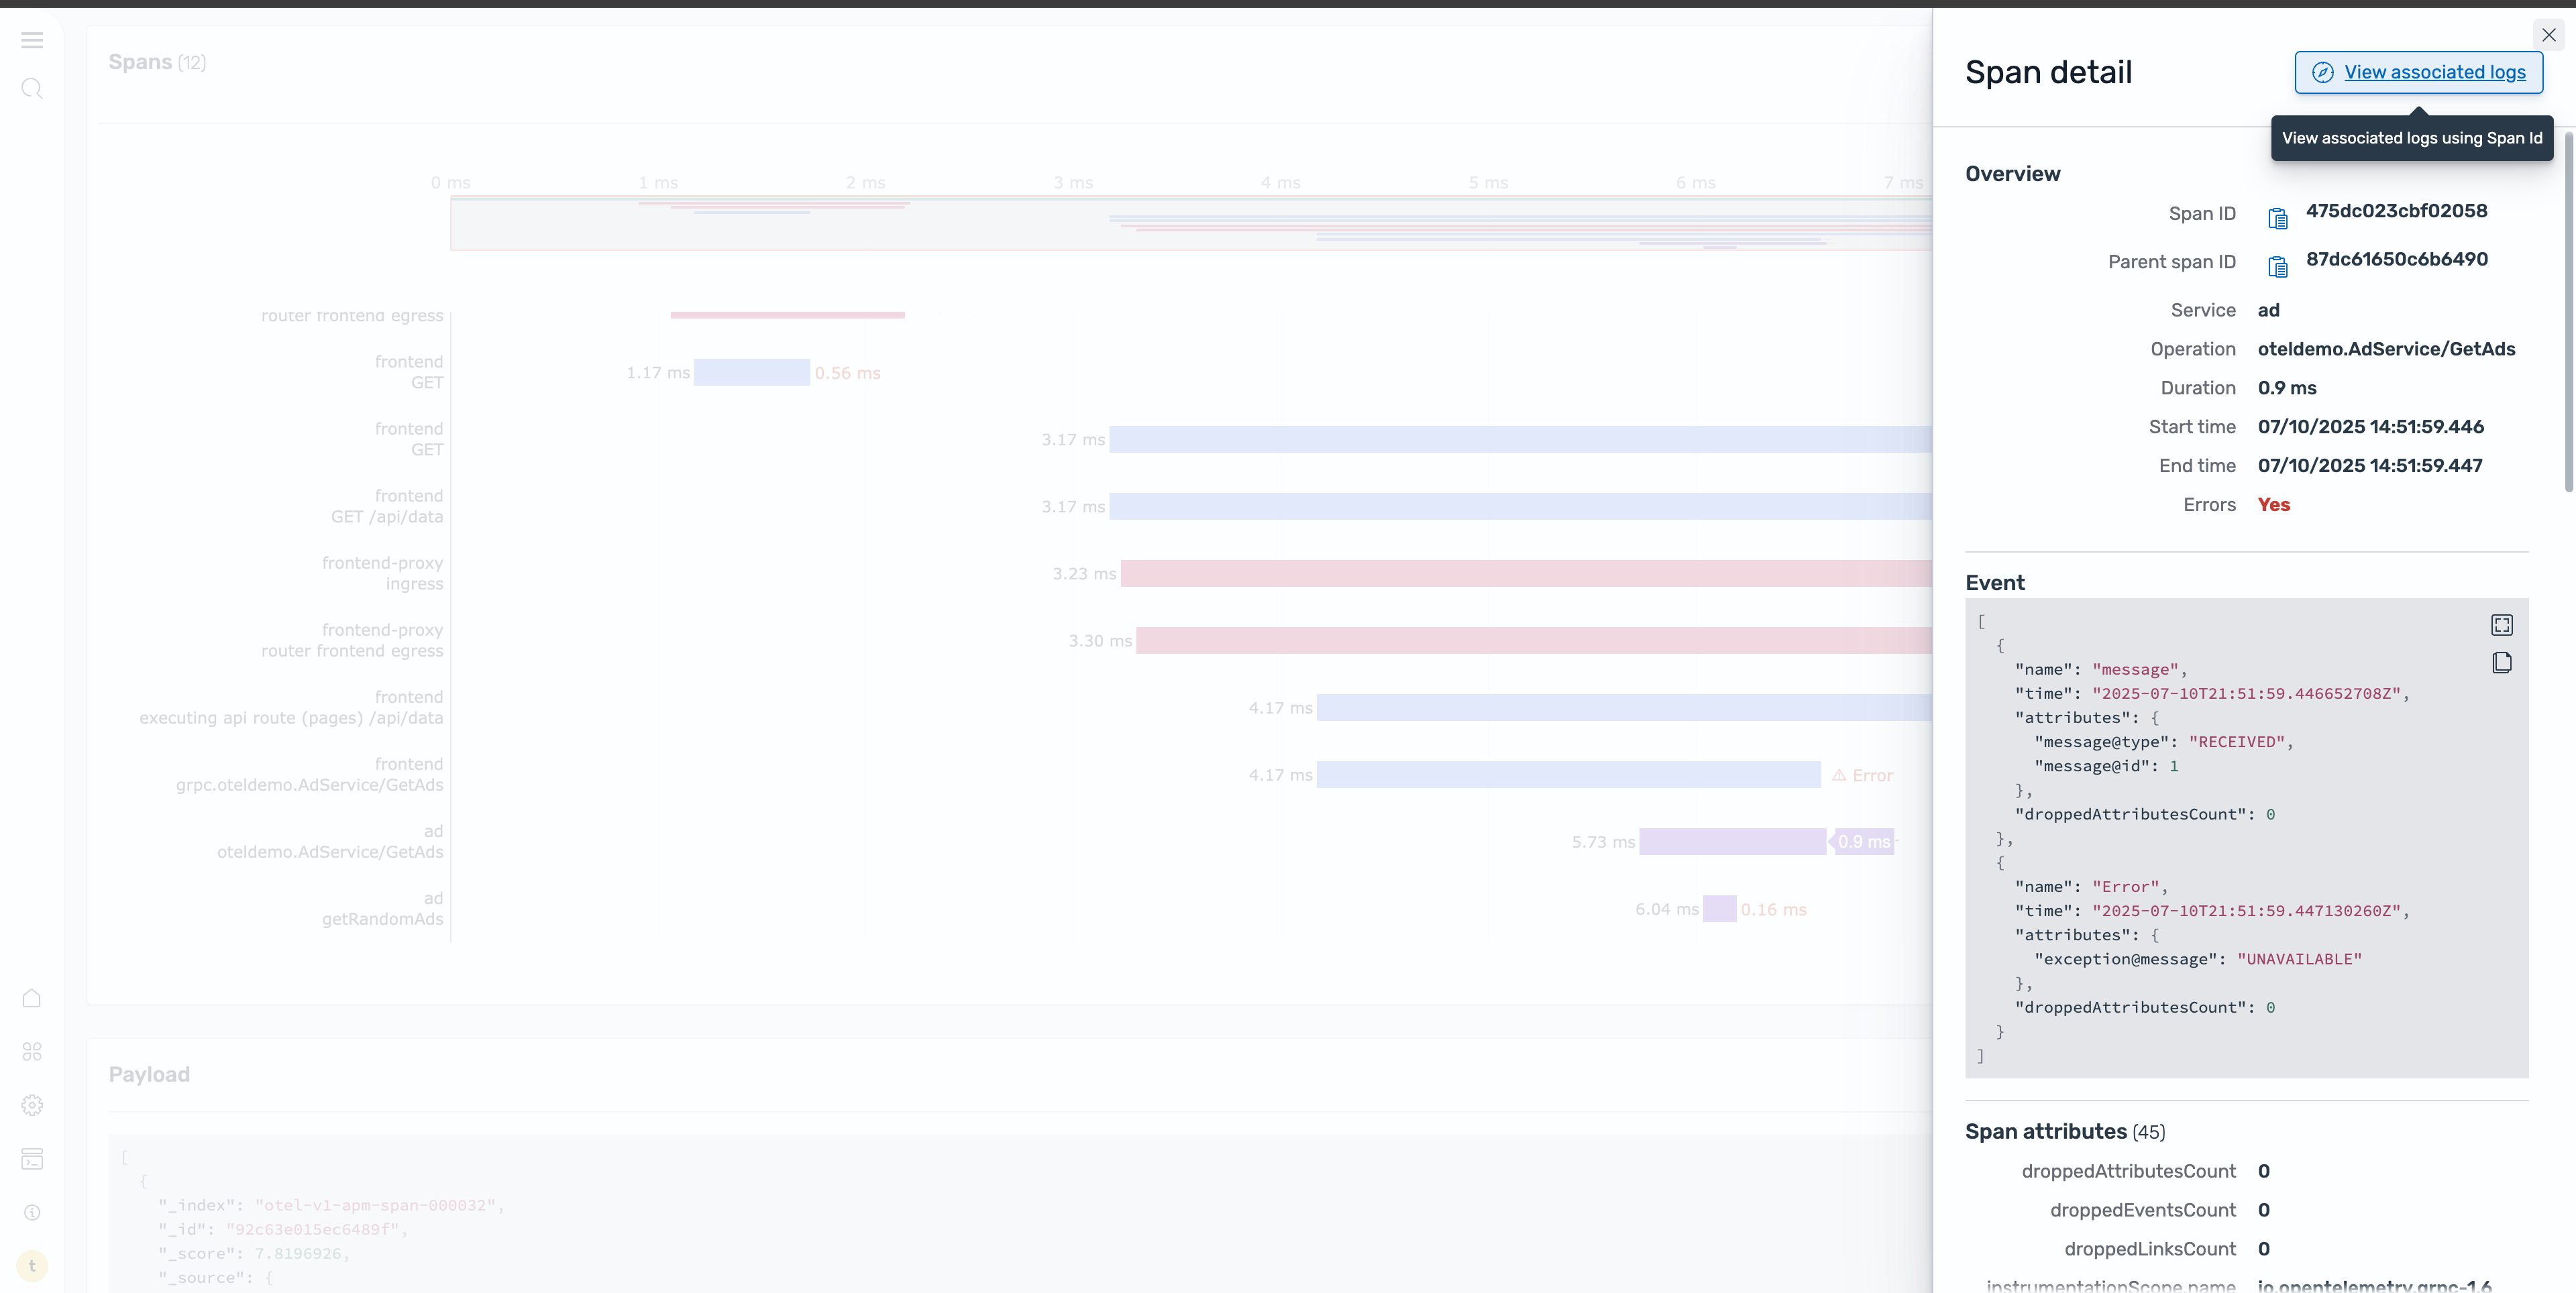 Spans (12)
0 ms 1 ms 2 ms 3 ms 4 ms 5 ms 6 ms 7 ms
router frontend egress
frontend
GET
1.17 ms 0.56 ms
frontend
GET
3.17 ms
frontend
GET /api/data
3.17 ms
frontend-proxy
ingress
3.23 ms
frontend-proxy
router frontend egress
3.30 ms
frontend
executing api route (pages) /api/data
4.17 ms
frontend
grpc.oteldemo.AdService/GetAds
4.17 ms Error
ad
oteldemo.AdService/GetAds
5.73 ms 0.9 ms
ad
getRandomAds
6.04 ms 0.16 ms
Payload
[
{
"_index": "otel-v1-apm-span-000032",
"_id": "92c63e015ec6489f",
"_score": 7.8196926,
"_source": {
t
Span detail
View associated logs
View associated logs using Span Id
Overview
Span ID 475dc023cbf02058
Parent span ID 87dc61650c6b6490
Service ad
Operation oteldemo.AdService/GetAds
Duration 0.9 ms
Start time 07/10/2025 14:51:59.446
End time 07/10/2025 14:51:59.447
Errors Yes
Event
[
{
"name": "message",
"time": "2025-07-10T21:51:59.446652708Z",
"attributes": {
"message@type": "RECEIVED",
"message@id": 1
},
"droppedAttributesCount": 0
},
{
"name": "Error",
"time": "2025-07-10T21:51:59.447130260Z",
"attributes": {
"exception@message": "UNAVAILABLE"
},
"droppedAttributesCount": 0
}
]
Span attributes (45)
droppedAttributesCount 0
droppedEventsCount 0
droppedLinksCount 0
instrumentationScope.name io.opentelemetry.grpc-1.6